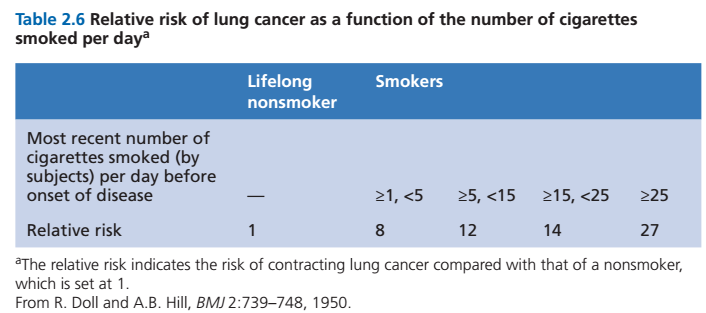 Table 2.6 Relative risk of lung cancer as a function of the number of cigarettes
smoked per dayᵃ
Lifelong Smokers
nonsmoker
Most recent number of
cigarettes smoked (by
subjects) per day before
onset of disease — ≥1, <5 ≥5, <15 ≥15, <25 ≥25
Relative risk 1 8 12 14 27
ᵃThe relative risk indicates the risk of contracting lung cancer compared with that of a nonsmoker,
which is set at 1.
From R. Doll and A.B. Hill, BMJ 2:739–748, 1950.